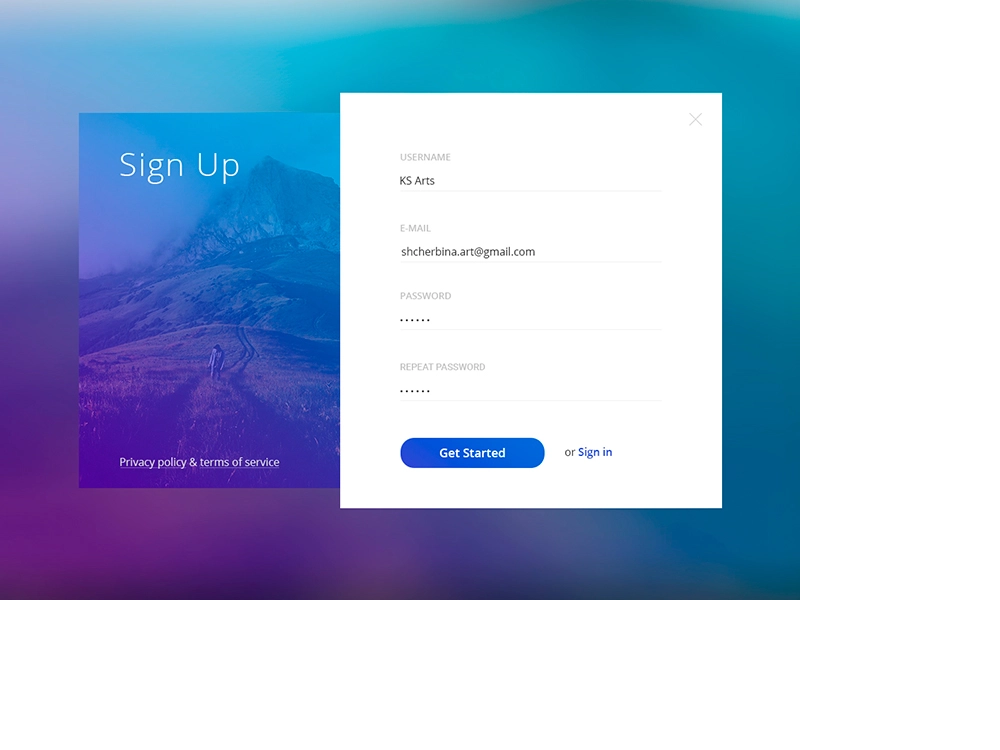 Sign Up
Privacy policy & terms of service
USERNAME
KS Arts
E-MAIL
shcherbina.art@gmail.com
PASSWORD
••••••
REPEAT PASSWORD
••••••
Get Started
or Sign in